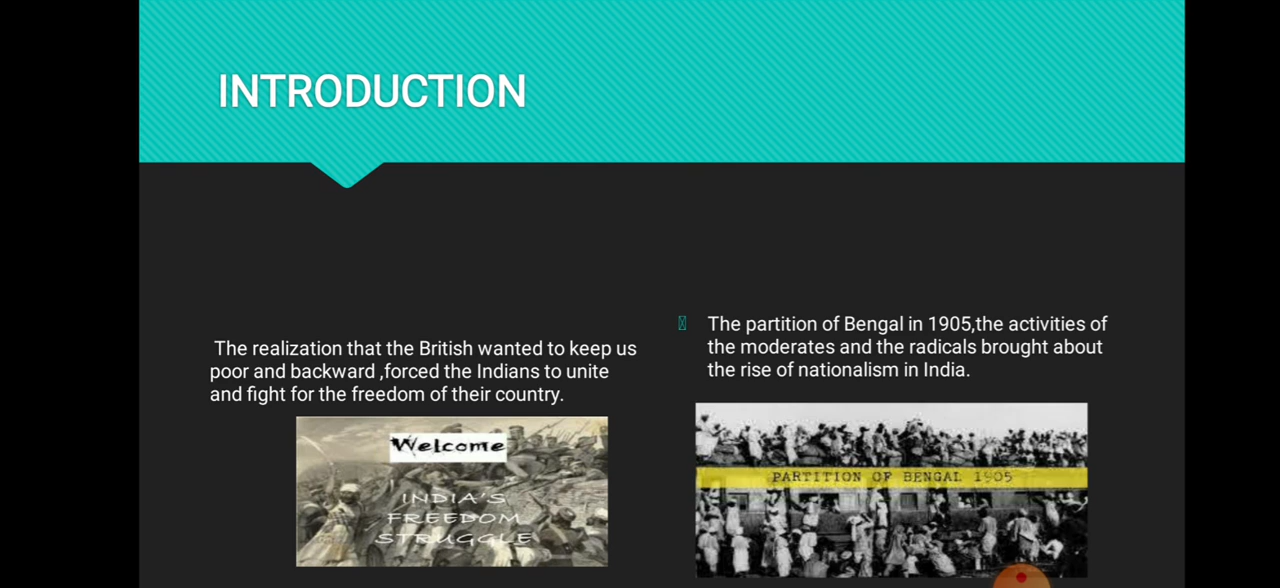 INTRODUCTION
The realization that the British wanted to keep us
poor and backward ,forced the Indians to unite
and fight for the freedom of their country.
Welcome
INDIA'S
FREEDOM
STRUGGLE
The partition of Bengal in 1905,the activities of
the moderates and the radicals brought about
the rise of nationalism in India.
PARTITION OF BENGAL 1905